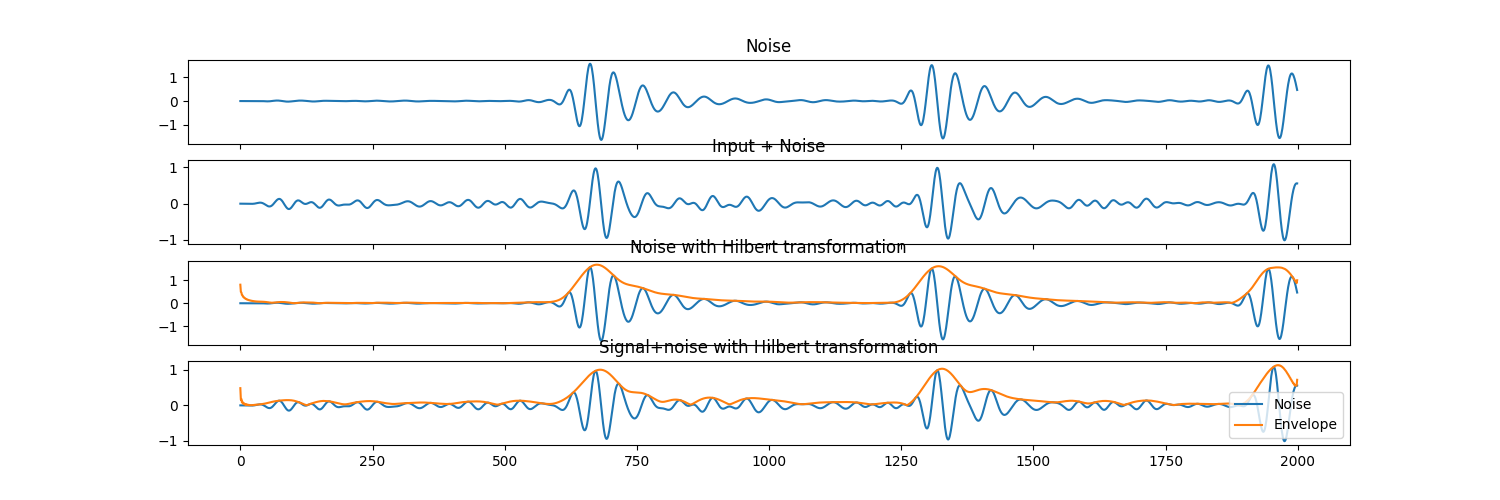 Noise
1
0
−1
Input + Noise
1
0
−1
Noise with Hilbert transformation
1
0
−1
Signal+noise with Hilbert transformation
1
0
−1
Noise
Envelope
0 250 500 750 1000 1250 1500 1750 2000